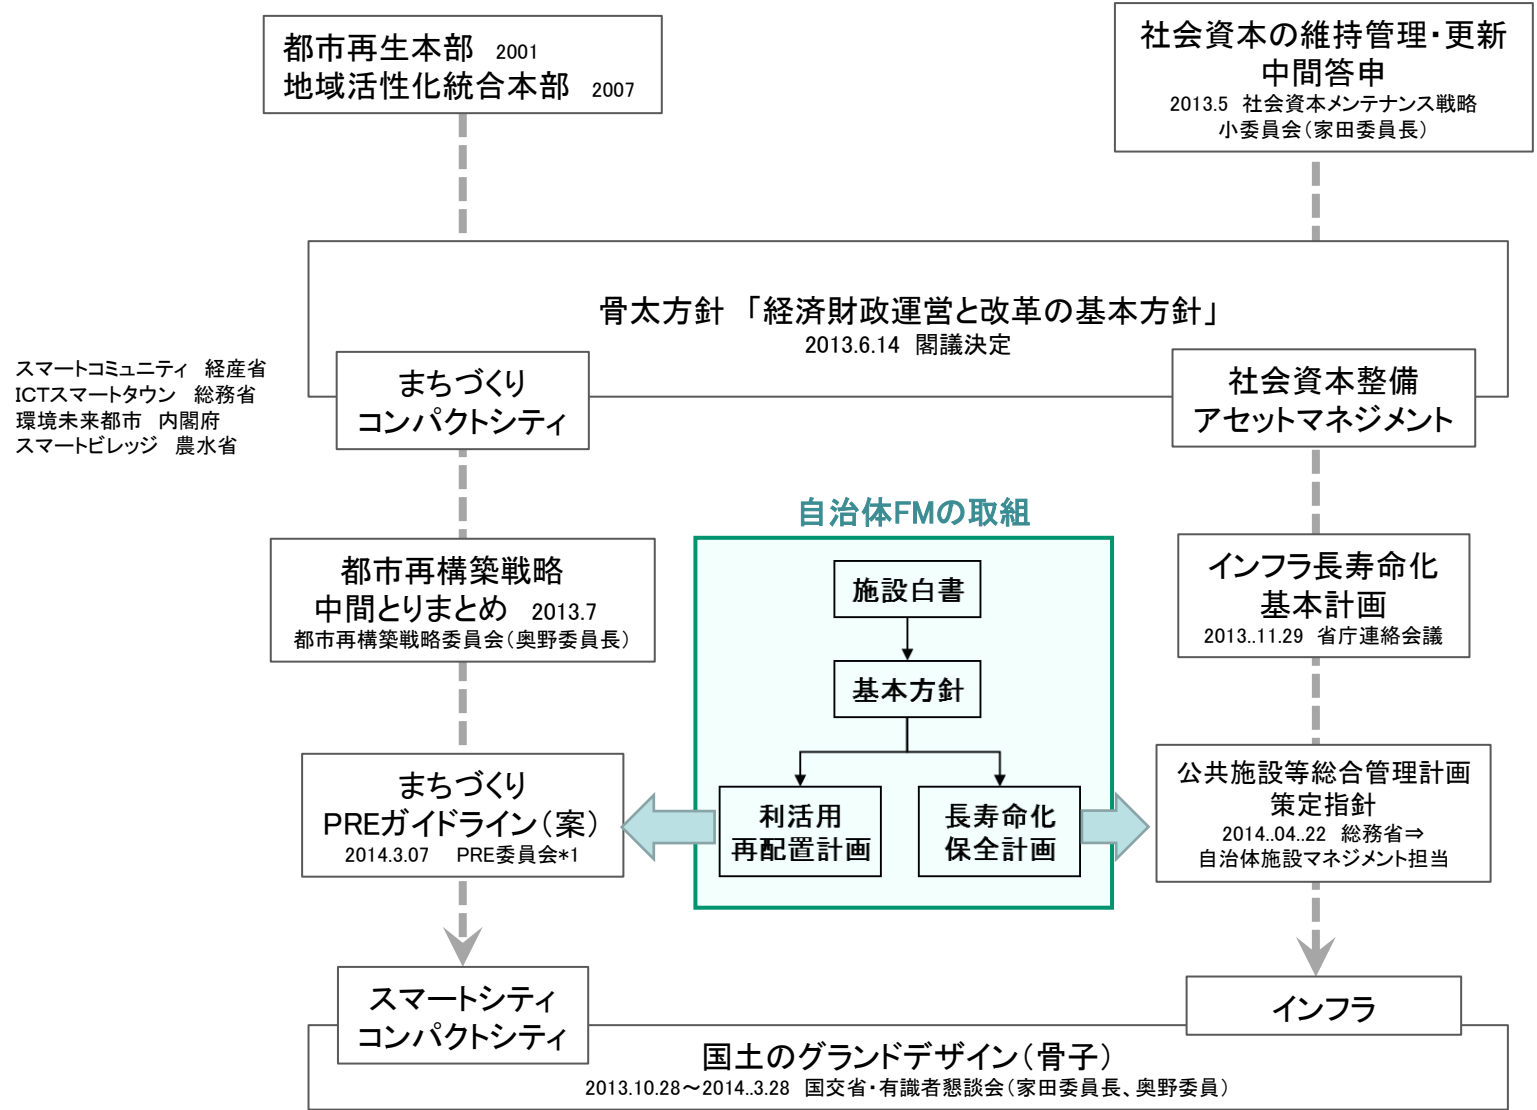 都市再生本部 2001
地域活性化統合本部 2007
社会資本の維持管理・更新
中間答申
2013.5 社会資本メンテナンス戦略
小委員会（家田委員長）
骨太方針 「経済財政運営と改革の基本方針」
2013.6.14 閣議決定
スマートコミュニティ 経産省
ICTスマートタウン 総務省
環境未来都市 内閣府
スマートビレッジ 農水省
まちづくり
コンパクトシティ
社会資本整備
アセットマネジメント
都市再構築戦略
中間とりまとめ 2013.7
都市再構築戦略委員会（奥野委員長）
自治体FMの取組
施設白書
基本方針
利活用
再配置計画
長寿命化
保全計画
インフラ長寿命化
基本計画
2013..11.29 省庁連絡会議
まちづくり
PREガイドライン（案）
2014.3.07 PRE委員会*1
公共施設等総合管理計画
策定指針
2014..04..22 総務省⇒
自治体施設マネジメント担当
スマートシティ
コンパクトシティ
インフラ
国土のグランドデザイン（骨子）
2013.10.28～2014..3.28 国交省・有識者懇談会（家田委員長、奥野委員）